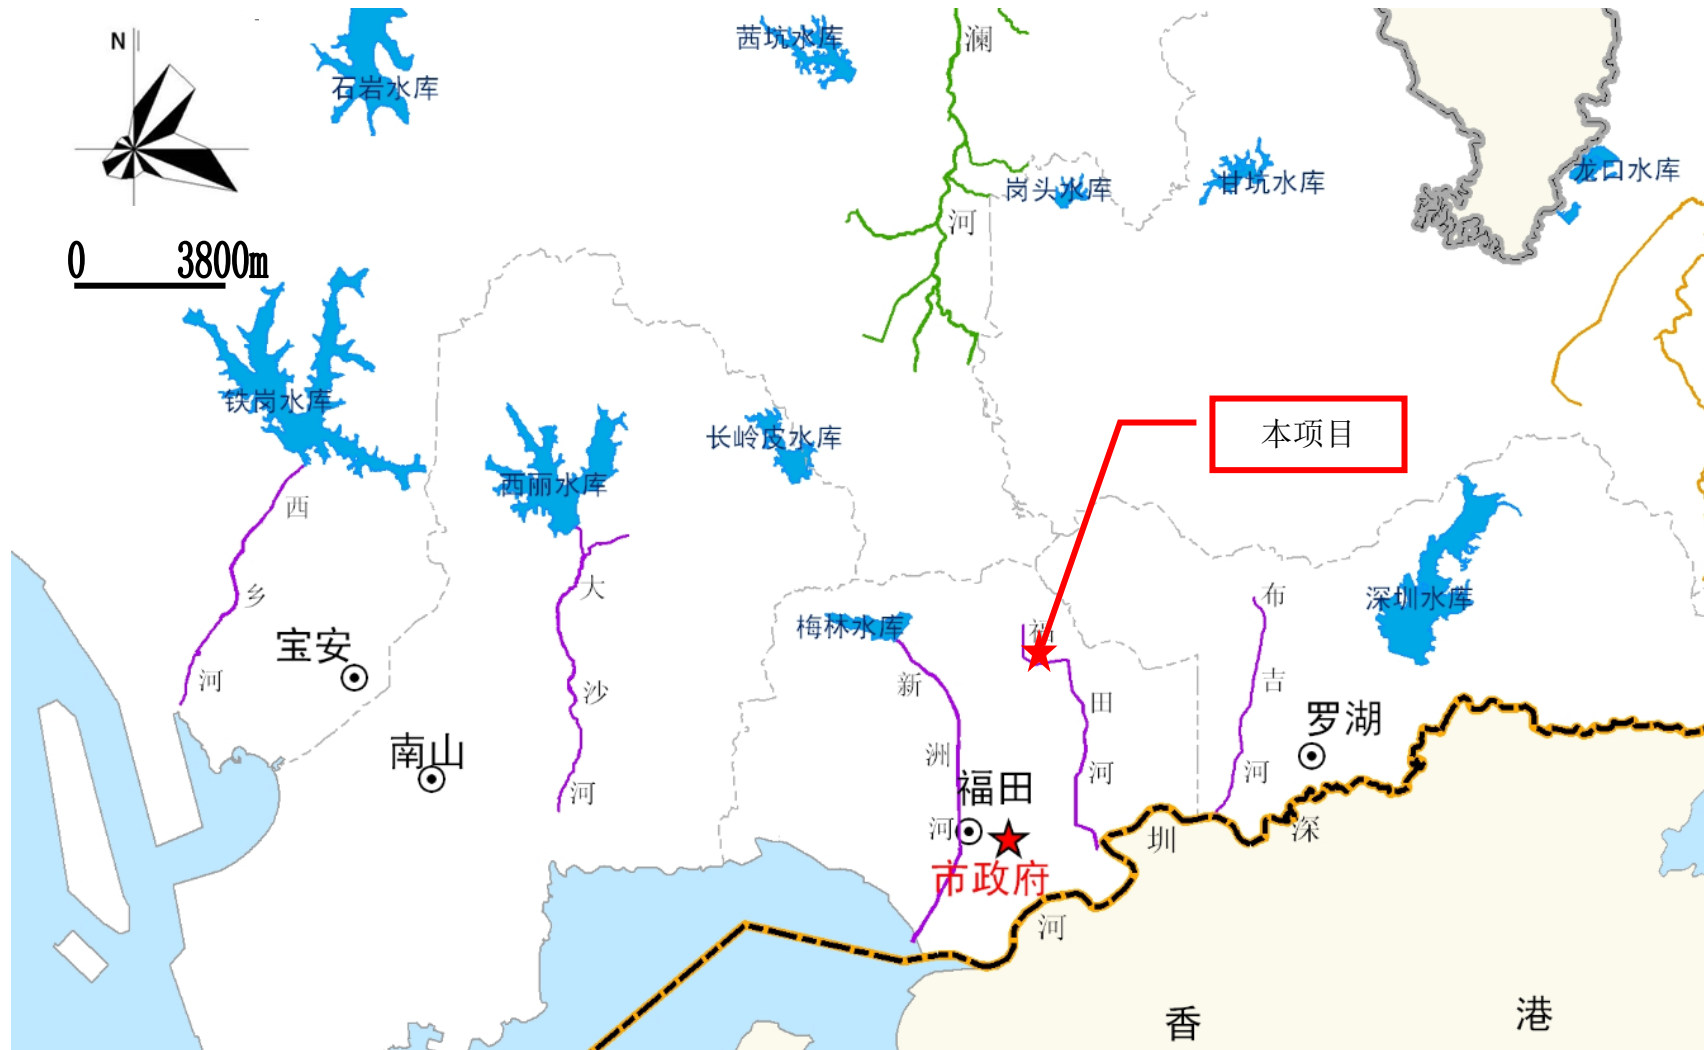 N
石岩水库
茜坑水库
澜
河
岗头水库
甘坑水库
龙口水库
0 3800m
铁岗水库
西丽水库
长岭皮水库
本项目
西
乡
河
大
沙
河
梅林水库
新
洲
河
福
田
河
布
吉
河
深圳水库
宝安
南山
福田
市政府
罗湖
深
圳
河
香
港